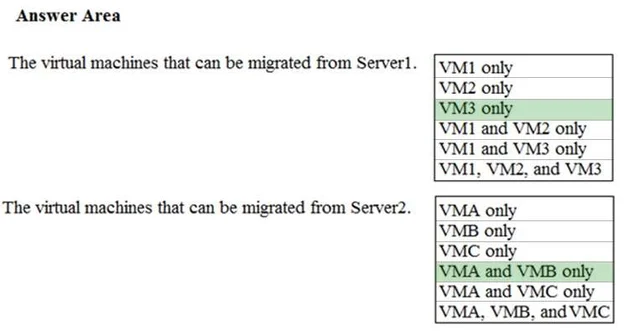 Answer Area
The virtual machines that can be migrated from Server1.
VM1 only
VM2 only
VM3 only
VM1 and VM2 only
VM1 and VM3 only
VM1, VM2, and VM3
The virtual machines that can be migrated from Server2.
VMA only
VMB only
VMC only
VMA and VMB only
VMA and VMC only
VMA, VMB, and VMC